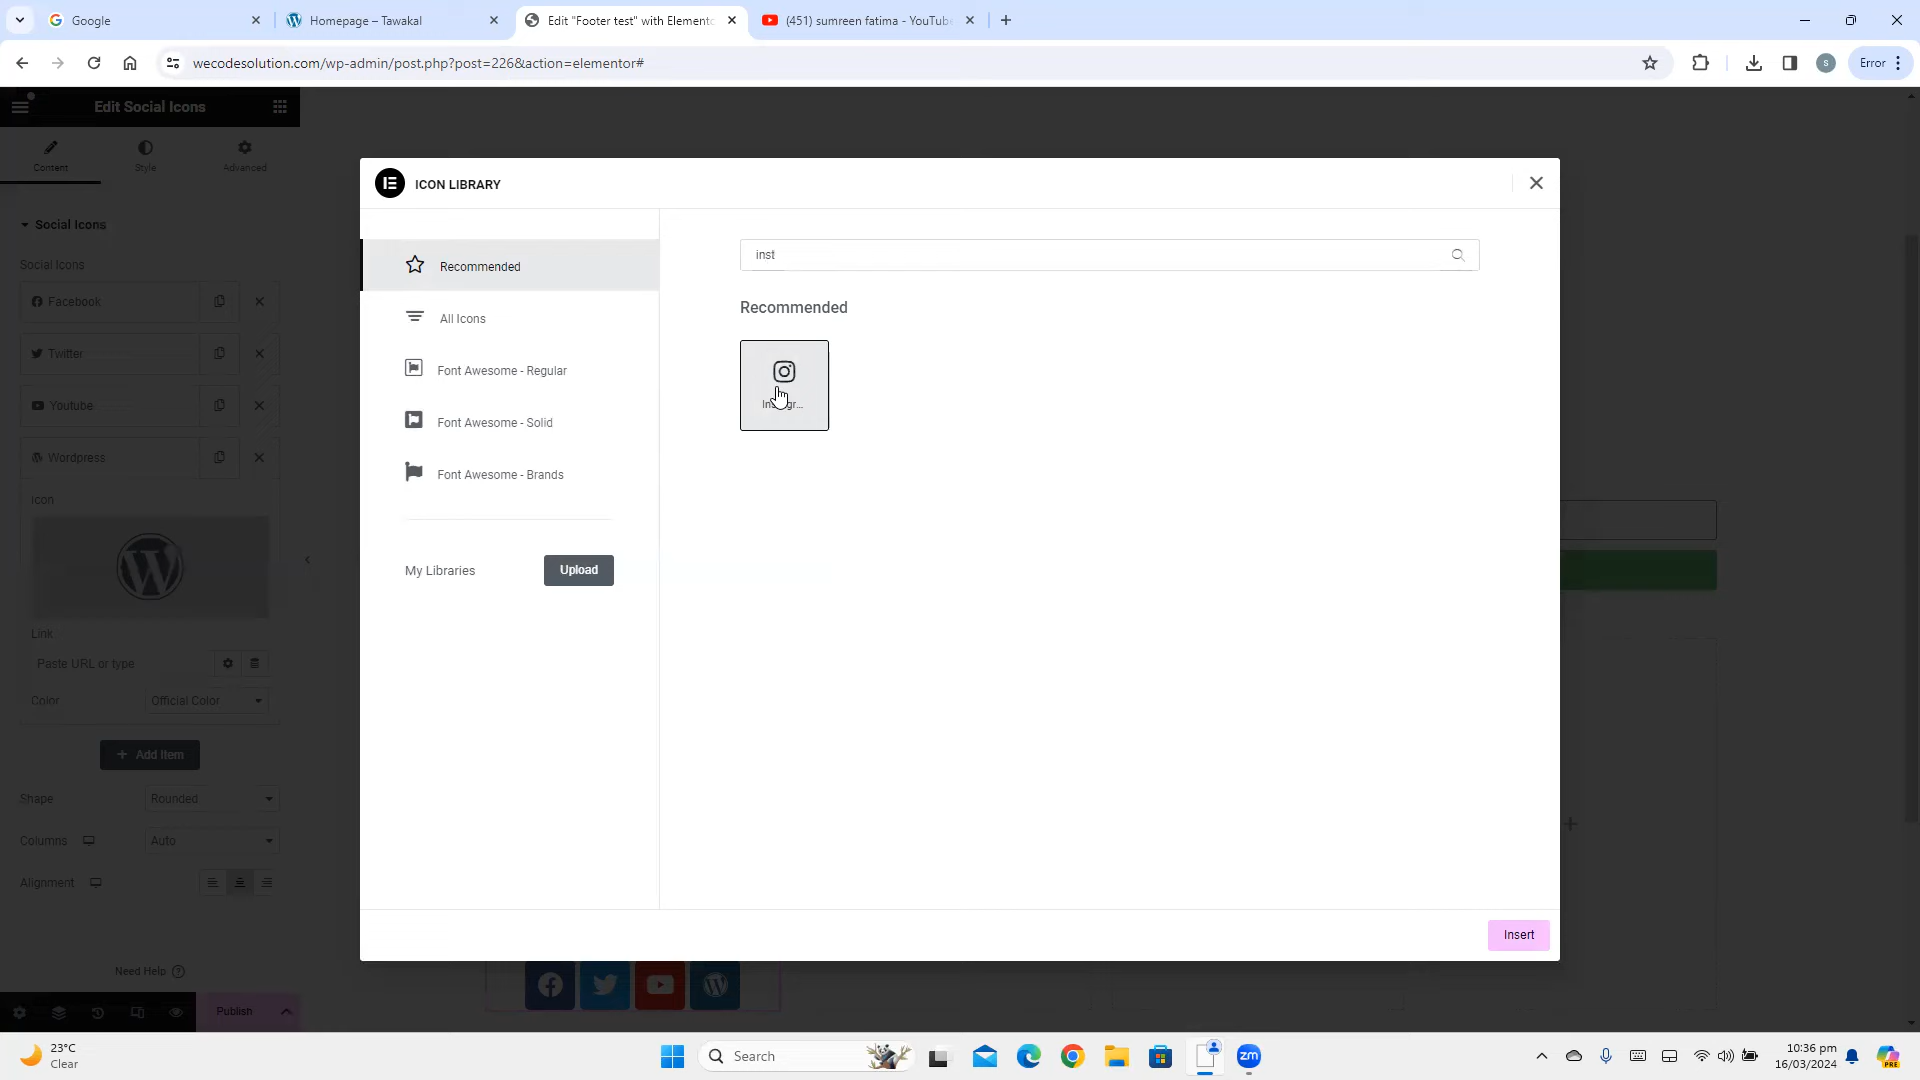 Google
Homepage – Tawakal
Edit "Footer test" with Elemento
(451) sumreen fatima - YouTube
wecodesolution.com/wp-admin/post.php?post=226&action=elementor#
S
Error
Edit Social Icons
Content
Style
Advanced
Social Icons
Social Icons
Facebook
Twitter
Youtube
Wordpress
Icon
Link
Paste URL or type
Color
Official Color
+ Add Item
Shape
Rounded
Columns
Auto
Alignment
Need Help ?
Publish
ICON LIBRARY
Recommended
All Icons
Font Awesome - Regular
Font Awesome - Solid
Font Awesome - Brands
My Libraries
Upload
inst
Recommended
Insert
23°C
Clear
Search
zm
10:36 pm
16/03/2024
PRE